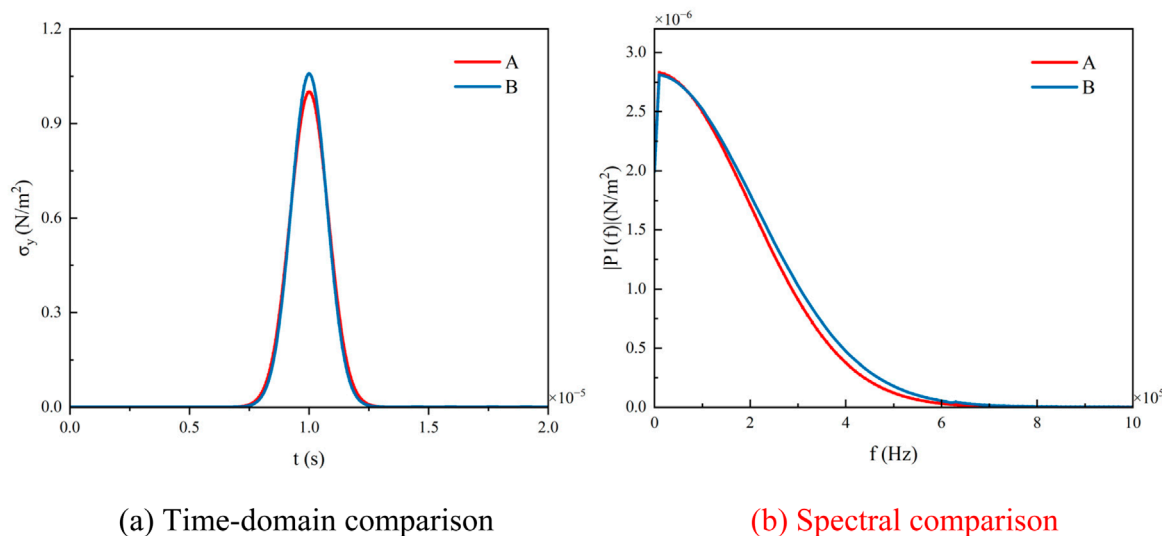 A
B
1.2
0.9
0.6
0.3
0.0
σy (N/m²)
0.0
0.5
1.0
1.5
2.0
×10⁻⁵
t (s)
×10⁻⁶
A
B
3.0
2.5
2.0
1.5
1.0
0.5
0.0
|P1(f)|(N/m²)
0
2
4
6
8
10
f (Hz)
(a) Time-domain comparison
(b) Spectral comparison